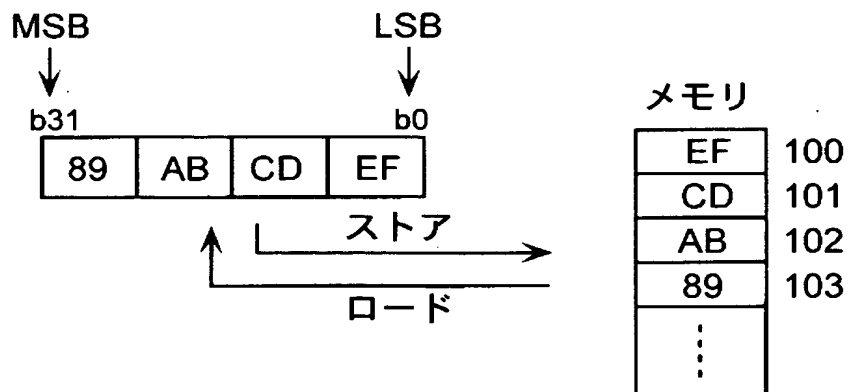 MSB LSB
b31 b0
89 AB CD EF
ストア
ロード
メモリ
EF 100
CD 101
AB 102
89 103